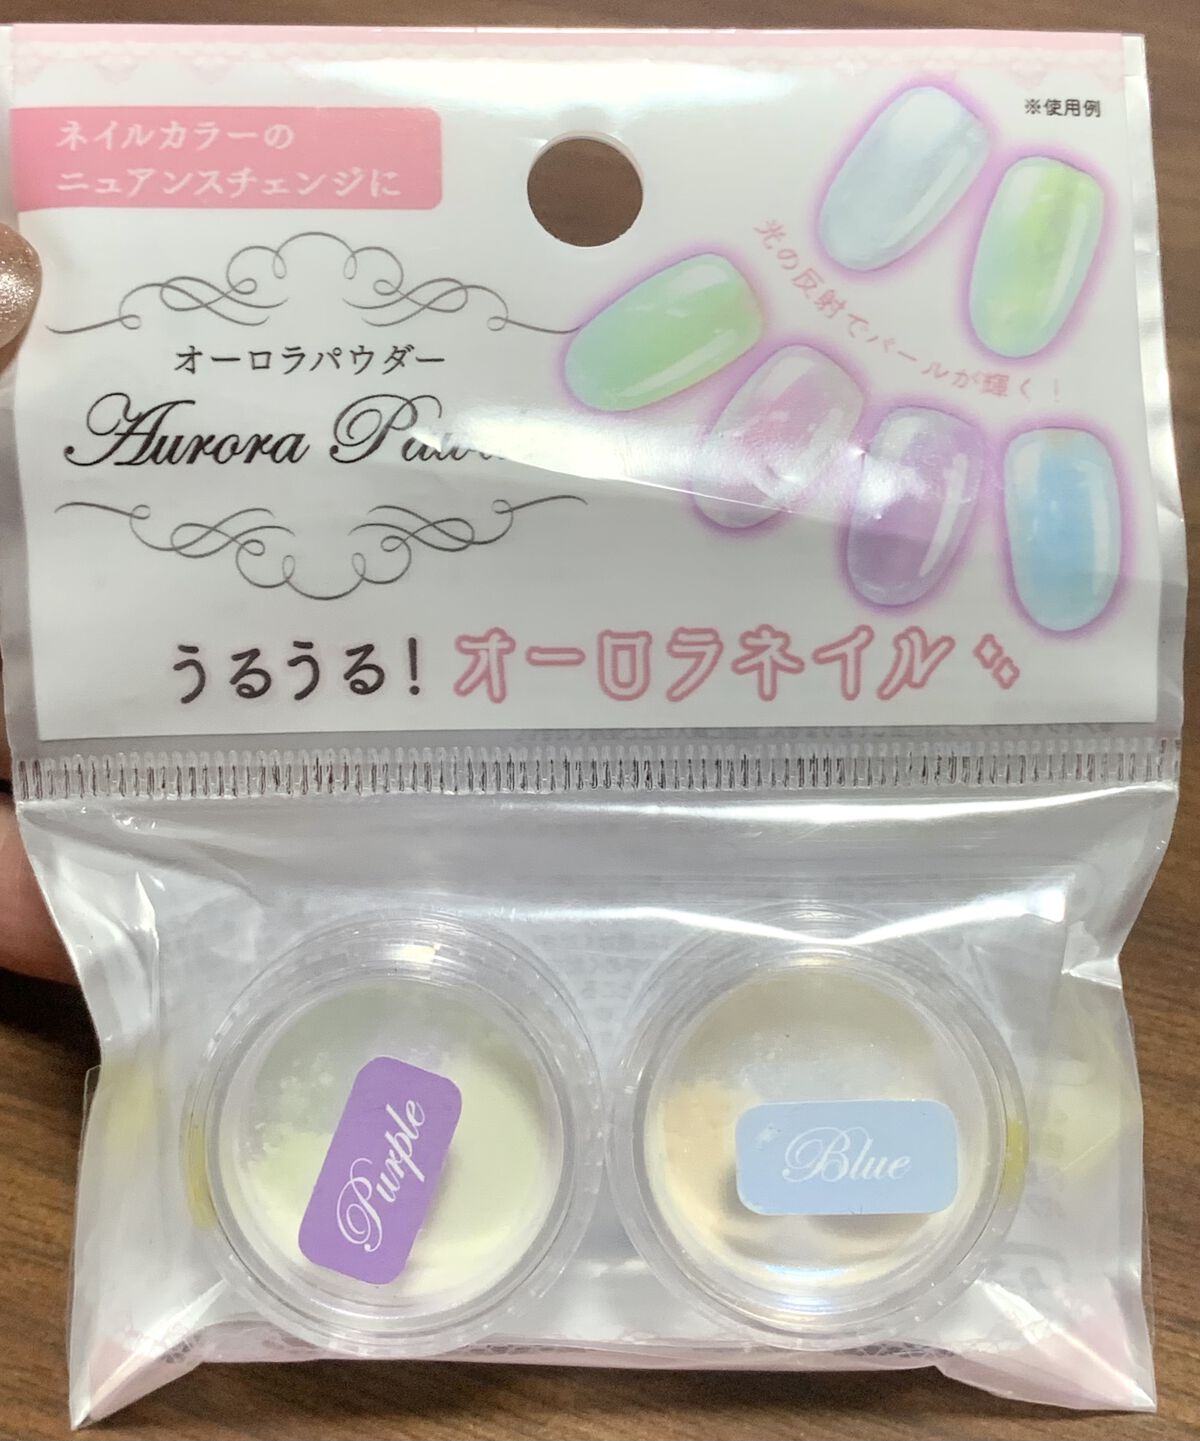 ネイルカラーの
ニュアンスチェンジに
※使用例
光の反射でパールが輝く！
オーロラパウダー
Aurora
うるうる！オーロラネイル
Purple
Blue